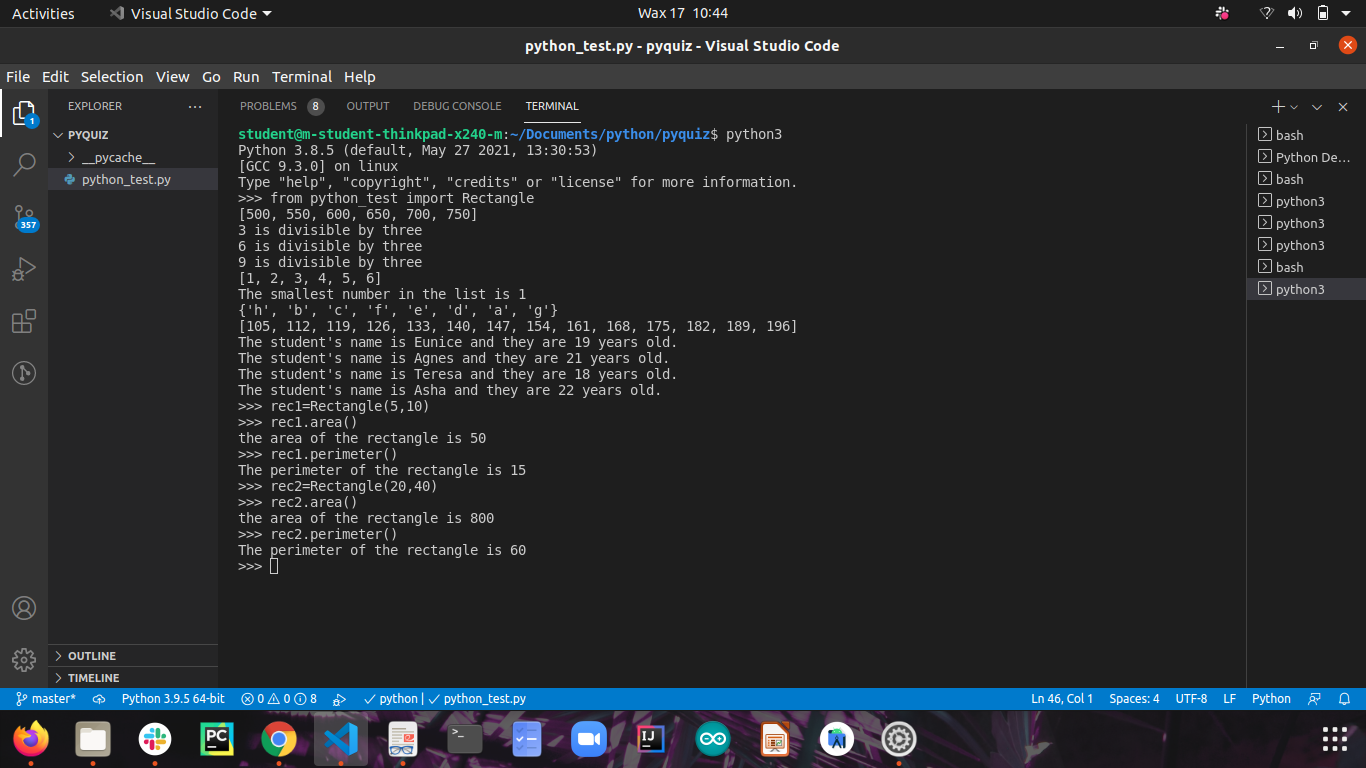 Activities Visual Studio Code Wax 17 10:44
python_test.py - pyquiz - Visual Studio Code
File Edit Selection View Go Run Terminal Help
EXPLORER ··· PROBLEMS 8 OUTPUT DEBUG CONSOLE TERMINAL
1
PYQUIZ
__pycache__
python_test.py
357
student@m-student-thinkpad-x240-m:~/Documents/python/pyquiz$ python3
Python 3.8.5 (default, May 27 2021, 13:30:53)
[GCC 9.3.0] on linux
Type "help", "copyright", "credits" or "license" for more information.
>>> from python_test import Rectangle
[500, 550, 600, 650, 700, 750]
3 is divisible by three
6 is divisible by three
9 is divisible by three
[1, 2, 3, 4, 5, 6]
The smallest number in the list is 1
{'h', 'b', 'c', 'f', 'e', 'd', 'a', 'g'}
[105, 112, 119, 126, 133, 140, 147, 154, 161, 168, 175, 182, 189, 196]
The student's name is Eunice and they are 19 years old.
The student's name is Agnes and they are 21 years old.
The student's name is Teresa and they are 18 years old.
The student's name is Asha and they are 22 years old.
>>> rec1=Rectangle(5,10)
>>> rec1.area()
the area of the rectangle is 50
>>> rec1.perimeter()
The perimeter of the rectangle is 15
>>> rec2=Rectangle(20,40)
>>> rec2.area()
the area of the rectangle is 800
>>> rec2.perimeter()
The perimeter of the rectangle is 60
>>>
bash
Python De...
bash
python3
python3
python3
bash
python3
OUTLINE
TIMELINE
master* Python 3.9.5 64-bit 0 0 8 python | python_test.py Ln 46, Col 1 Spaces: 4 UTF-8 LF Python
PC >_ IJ